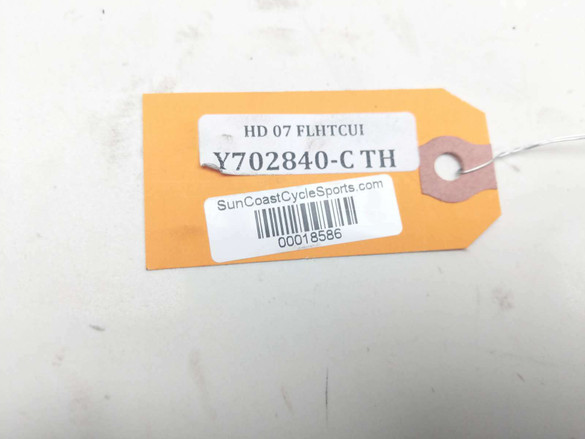 HD 07 FLHTCUI
Y702840-C TH
SunCoastCycleSports.com
00018586